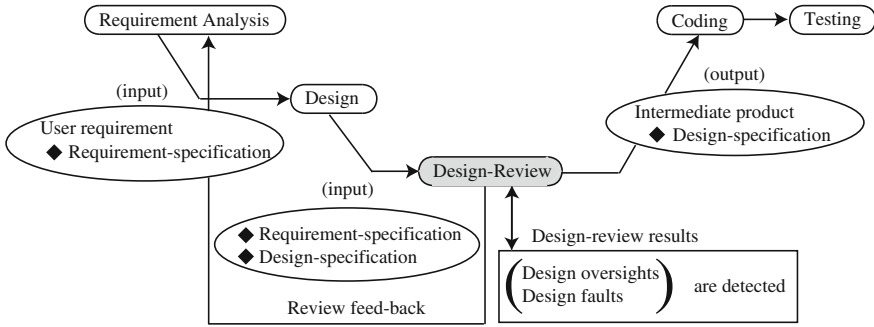 Requirement Analysis
Coding
Testing
(input)
(output)
Design
User requirement
◆ Requirement-specification
Intermediate product
◆ Design-specification
Design-Review
(input)
◆ Requirement-specification
◆ Design-specification
Design-review results
Design oversights
Design faults
are detected
Review feed-back